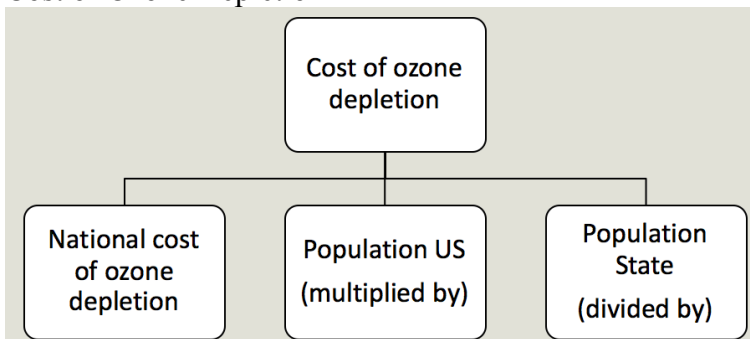 Cost of ozone
depletion
National cost
of ozone
depletion
Population US
(multiplied by)
Population
State
(divided by)